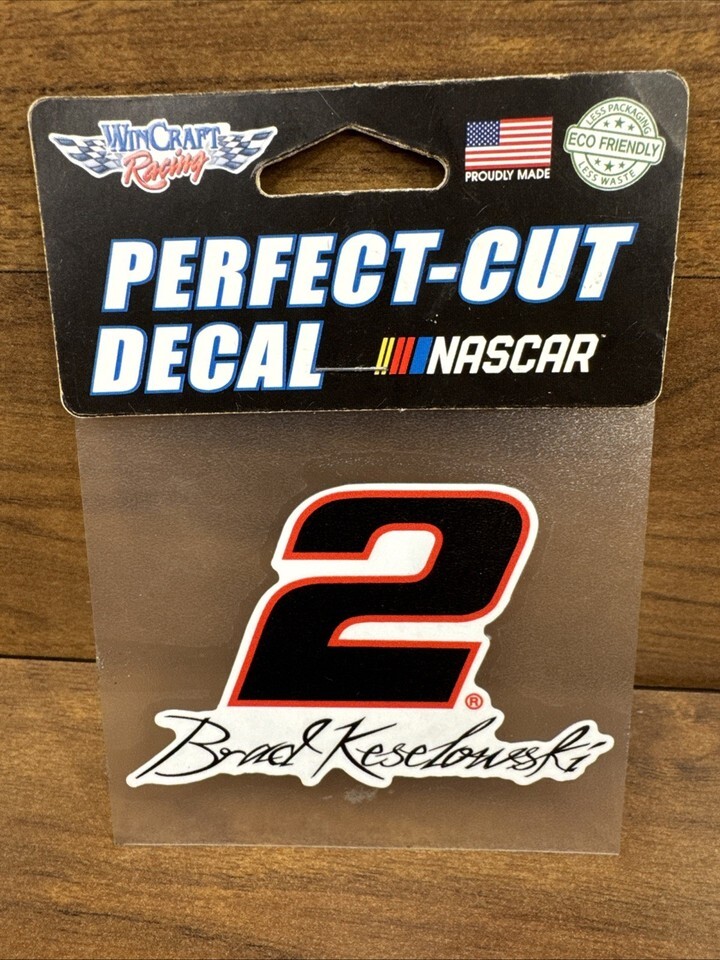 WINCRAFT
Racing
PROUDLY MADE
LESS PACKAGING
ECO FRIENDLY
LESS WASTE
PERFECT-CUT
DECAL
NASCAR
2®
Brad Keselowski